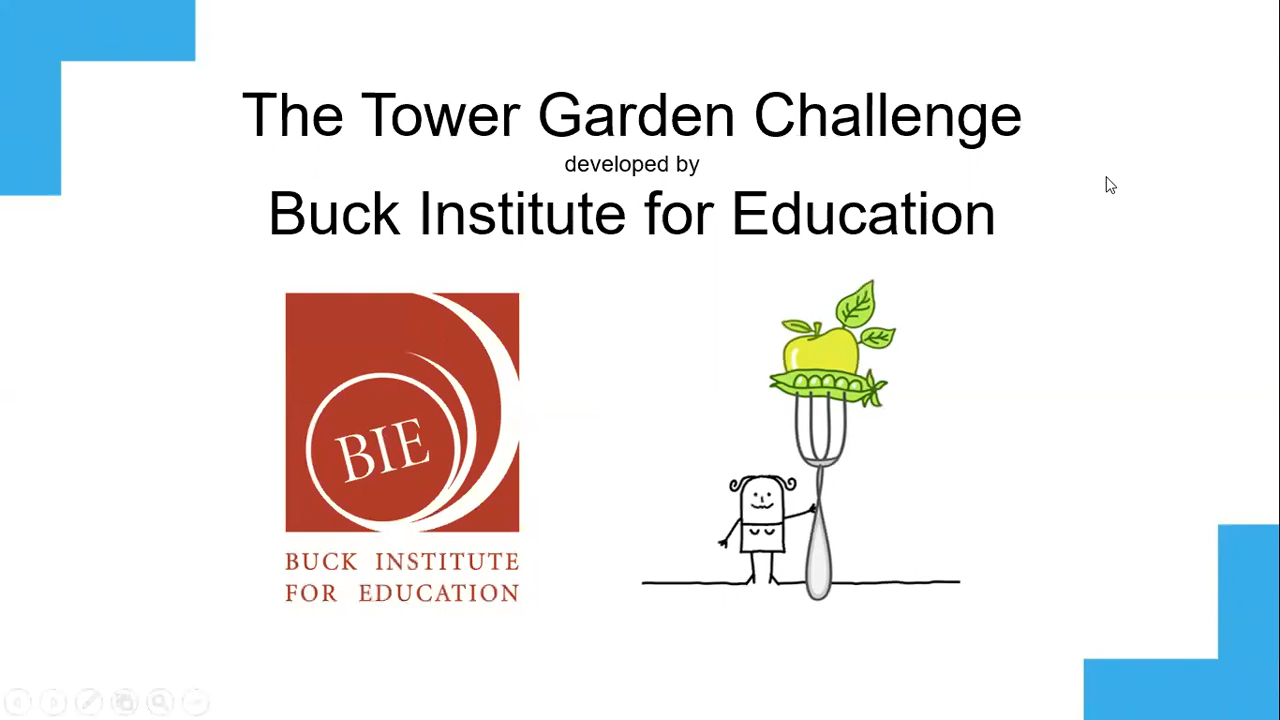 The Tower Garden Challenge
developed by
Buck Institute for Education
BIE
BUCK INSTITUTE
FOR EDUCATION